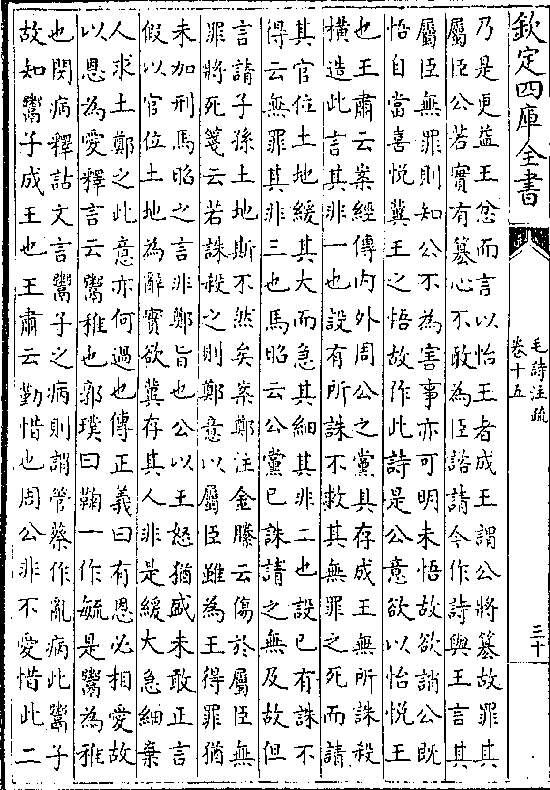 欽定四庫全書
毛詩注疏
卷十五
三十
乃是更益王忿而言以怡王者成王謂公將簒故罪其
屬臣公若實有簒心不敢為臣諮請今作詩與王言其
屬臣無罪則知公不為害事亦可明未悟故欲誚公既
悟自當喜悦冀王之悟故作此詩是公意欲以怡悦王
也王肅云案經傳内外周公之黨具存成王無所誅殺
横造此言其非一也設有所誅不救其無罪之死而請
其官位土地緩其大而急其細其非二也設已有誅不
得云無罪其非三也馬昭云公黨已誅請之無及故但
言請子孫土地斯不然矣案鄭注金縢云傷於屬臣無
罪將死箋云若誅殺之則鄭意以屬臣雖為王得罪猶
未加刑馬昭之言非鄭旨也公以王怒猶盛未敢正言
假以官位土地為辭實欲冀存其人非是緩大急細棄
人求土鄭之此意亦何過也傳正義曰有恩必相愛故
以恩為愛釋言云鬻稚也郭璞曰鞠一作毓是鬻為稚
也閔病釋詁文言鬻子之病則謂管蔡作亂病此鬻子
故知鬻子成王也王肅云勤惜也周公非不愛惜此二